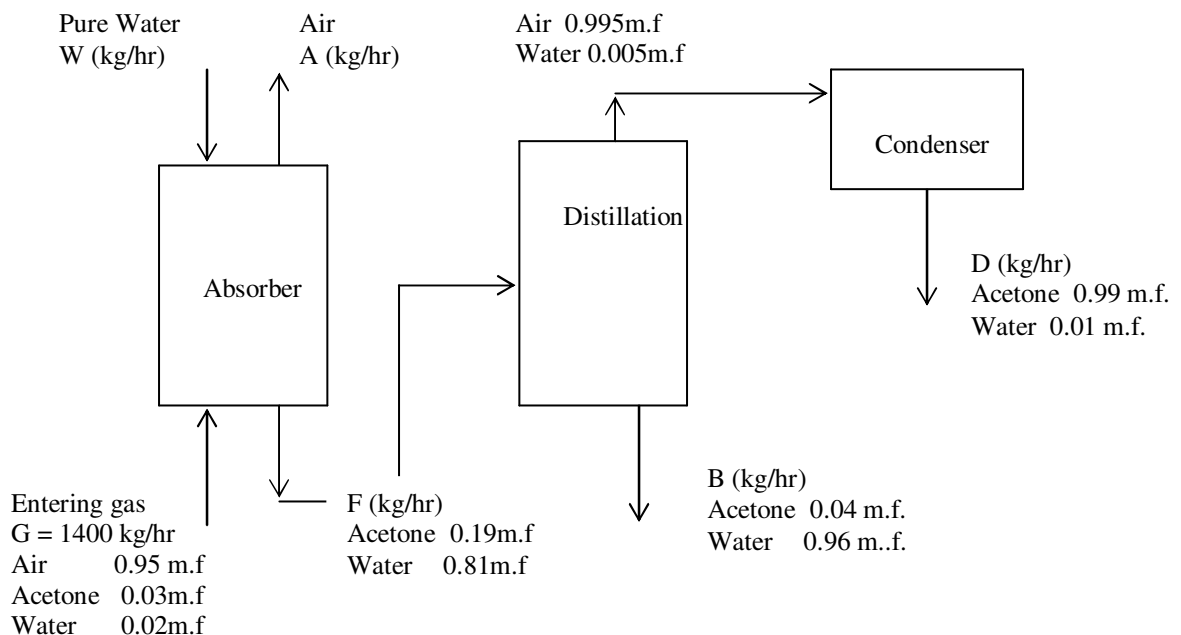 Pure Water
W (kg/hr)
Air
A (kg/hr)
Air 0.995m.f
Water 0.005m.f
Condenser
Distillation
Absorber
D (kg/hr)
Acetone 0.99 m.f.
Water 0.01 m.f.
Entering gas
G = 1400 kg/hr
Air 0.95 m.f
Acetone 0.03m.f
Water 0.02m.f
F (kg/hr)
Acetone 0.19m.f
Water 0.81m.f
B (kg/hr)
Acetone 0.04 m.f.
Water 0.96 m..f.